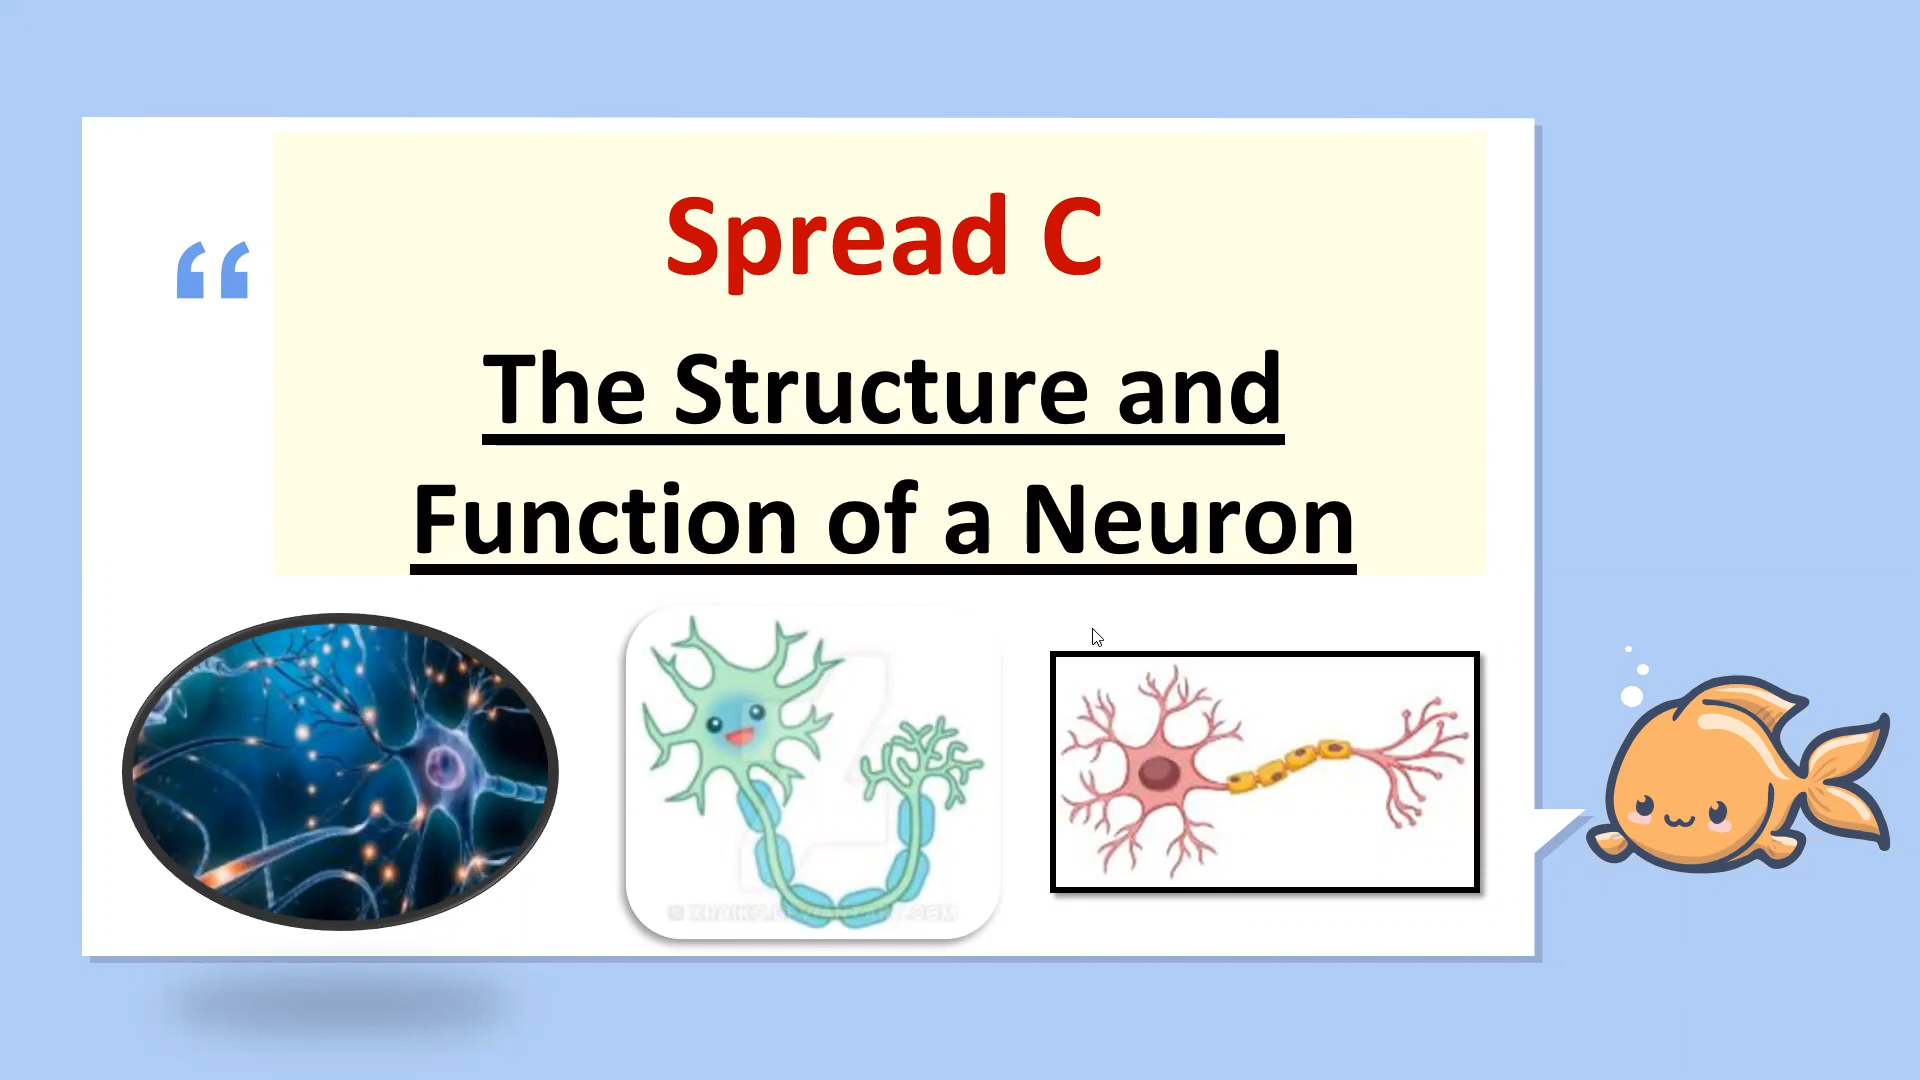 “
Spread C
The Structure and
Function of a Neuron